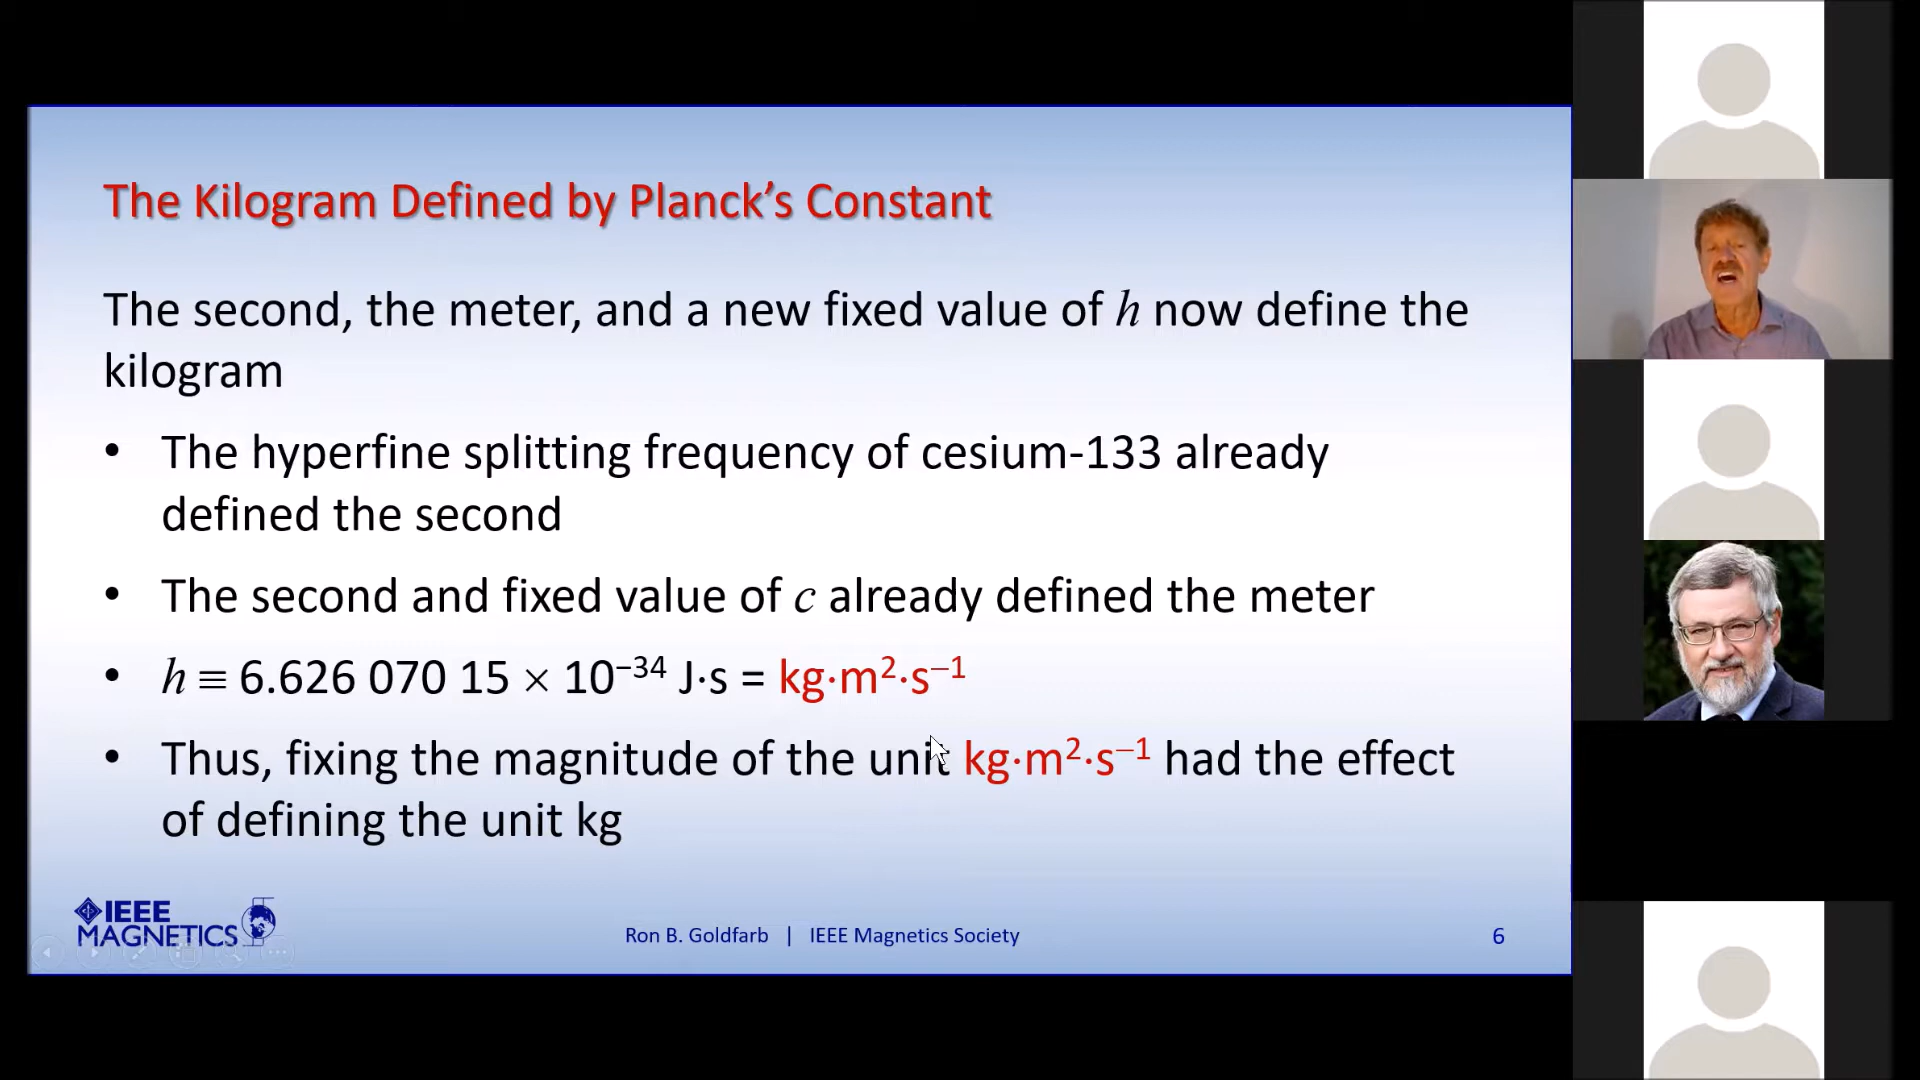 The Kilogram Defined by Planck’s Constant
The second, the meter, and a new fixed value of h now define the
kilogram
• The hyperfine splitting frequency of cesium-133 already
defined the second
• The second and fixed value of c already defined the meter
• h ≡ 6.626 070 15 × 10⁻³⁴ J·s = kg·m²·s⁻¹
• Thus, fixing the magnitude of the unit kg·m²·s⁻¹ had the effect
of defining the unit kg
IEEE
MAGNETICS
Ron B. Goldfarb | IEEE Magnetics Society
6